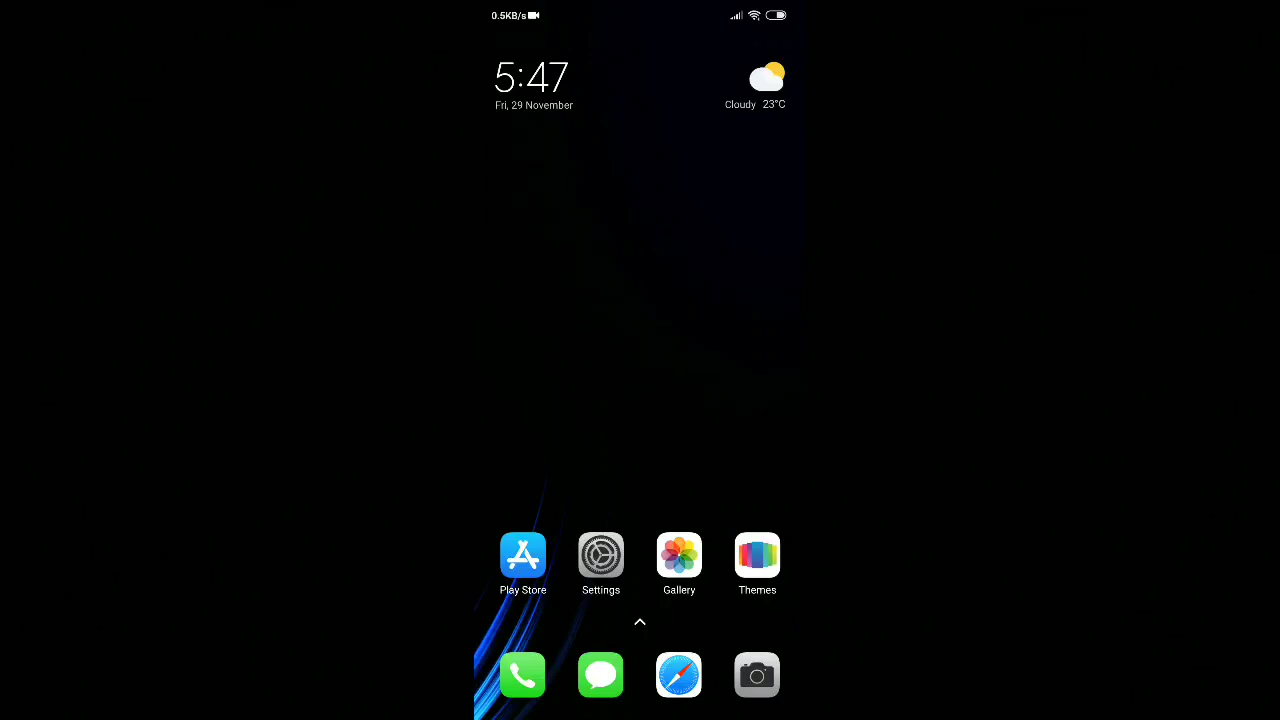 0.5KB/s
5:47
Fri, 29 November
Cloudy 23°C
Play Store
Settings
Gallery
Themes